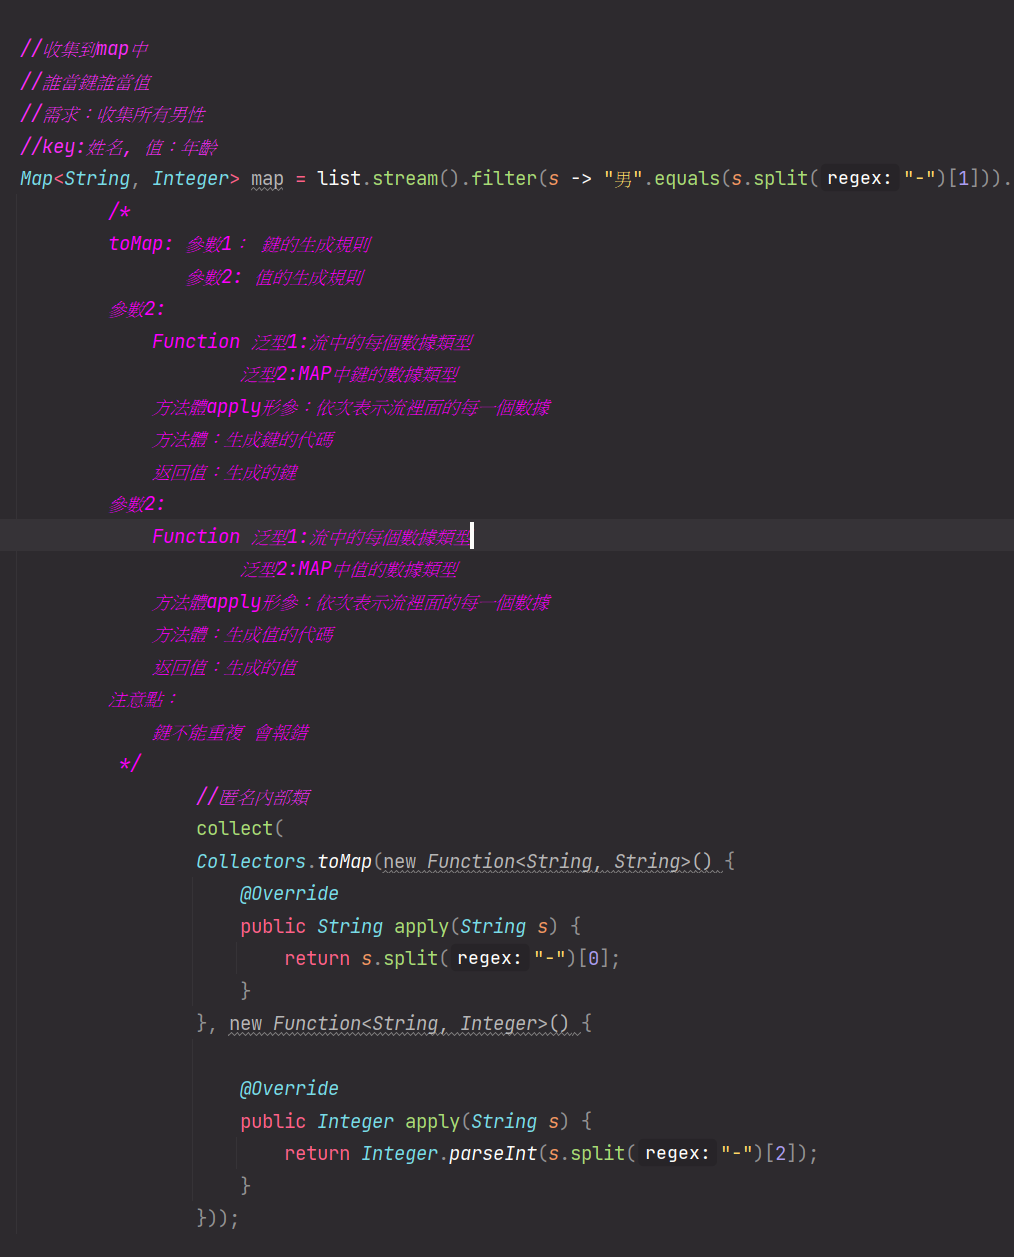 //收集到map中
//誰當鍵誰當值
//需求：收集所有男性
//key:姓名, 值：年齡
Map<String, Integer> map = list.stream().filter(s -> "男".equals(s.split( regex: "-")[1])).
/*
toMap: 參數1： 鍵的生成規則
參數2: 值的生成規則
參數2:
Function 泛型1:流中的每個數據類型
泛型2:MAP中鍵的數據類型
方法體apply形參：依次表示流裡面的每一個數據
方法體：生成鍵的代碼
返回值：生成的鍵
參數2:
Function 泛型1:流中的每個數據類型
泛型2:MAP中值的數據類型
方法體apply形參：依次表示流裡面的每一個數據
方法體：生成值的代碼
返回值：生成的值
注意點：
鍵不能重複 會報錯
*/
//匿名內部類
collect(
Collectors.toMap(new Function<String, String>() {
@Override
public String apply(String s) {
return s.split( regex: "-")[0];
}
}, new Function<String, Integer>() {
@Override
public Integer apply(String s) {
return Integer.parseInt(s.split( regex: "-")[2]);
}
}));